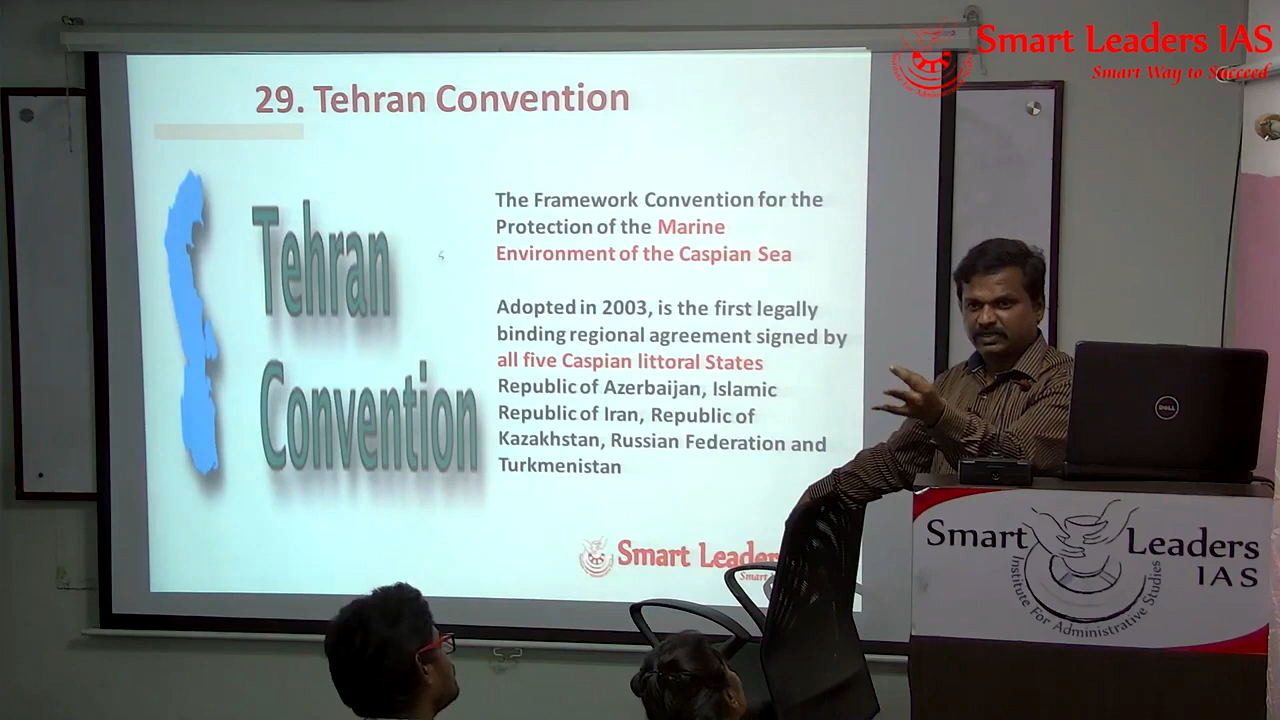 Smart Leaders IAS
Smart Way to Succeed
29. Tehran Convention
Tehran
Convention
The Framework Convention for the
Protection of the Marine
Environment of the Caspian Sea
Adopted in 2003, is the first legally
binding regional agreement signed by
all five Caspian littoral States
Republic of Azerbaijan, Islamic
Republic of Iran, Republic of
Kazakhstan, Russian Federation and
Turkmenistan
Smart Leaders
Smart
DELL
Smart Leaders
IAS
Institute For Administrative Studies